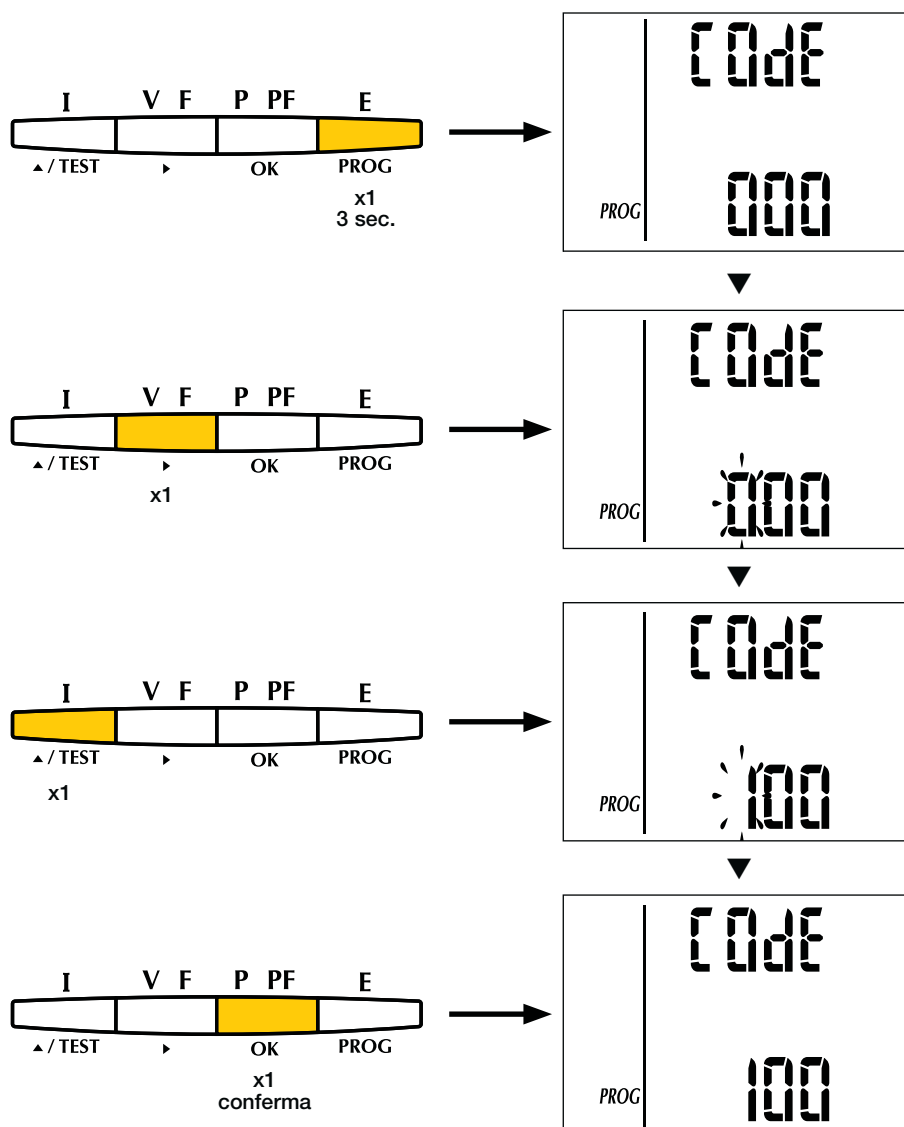 I V F P PF E
▲ / TEST ▶ OK PROG
x1
3 sec.
CODE
000
PROG
I V F P PF E
▲ / TEST ▶ OK PROG
x1
CODE
000
PROG
I V F P PF E
▲ / TEST ▶ OK PROG
x1
CODE
100
PROG
I V F P PF E
▲ / TEST ▶ OK PROG
x1
conferma
CODE
100
PROG